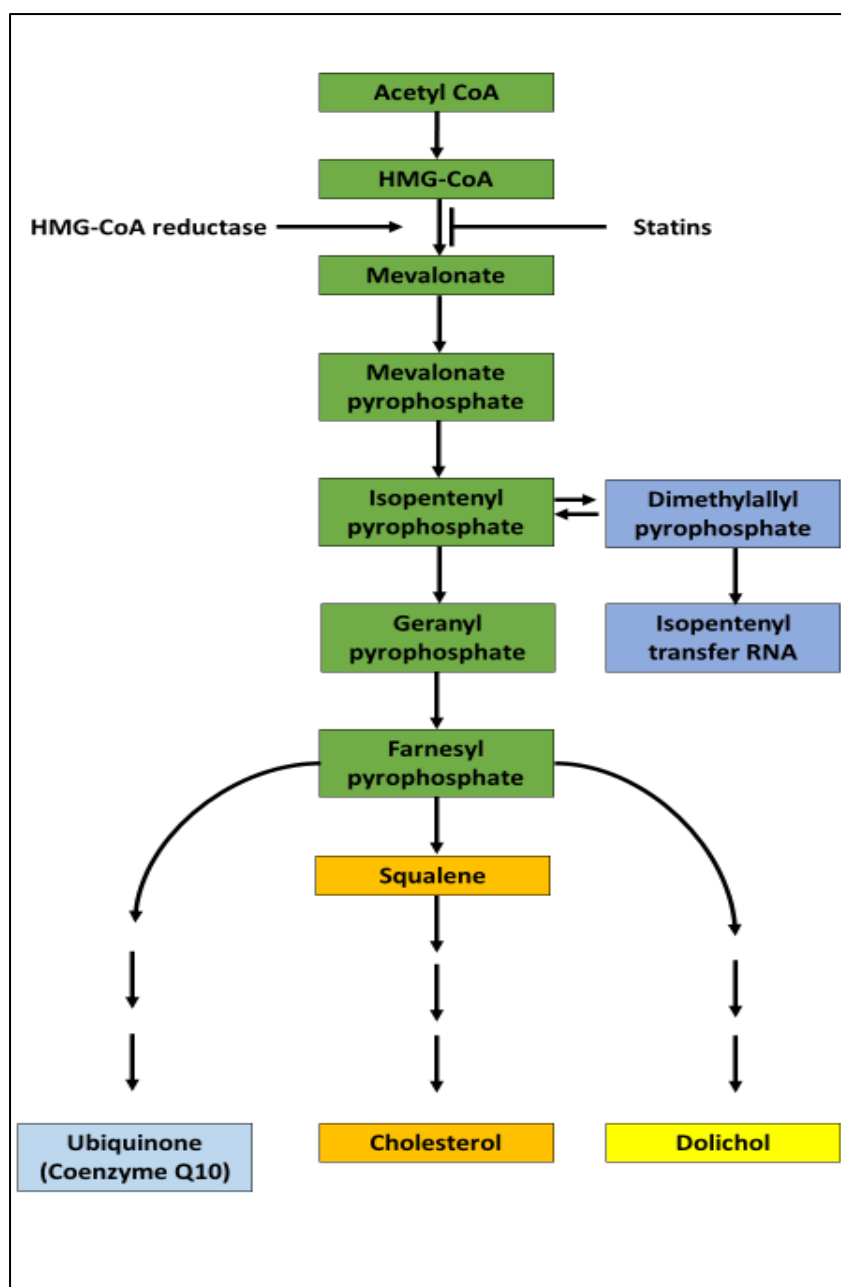 Acetyl CoA
HMG-CoA
HMG-CoA reductase
Statins
Mevalonate
Mevalonate
pyrophosphate
Isopentenyl
pyrophosphate
Dimethylallyl
pyrophosphate
Geranyl
pyrophosphate
Isopentenyl
transfer RNA
Farnesyl
pyrophosphate
Squalene
Ubiquinone
(Coenzyme Q10)
Cholesterol
Dolichol